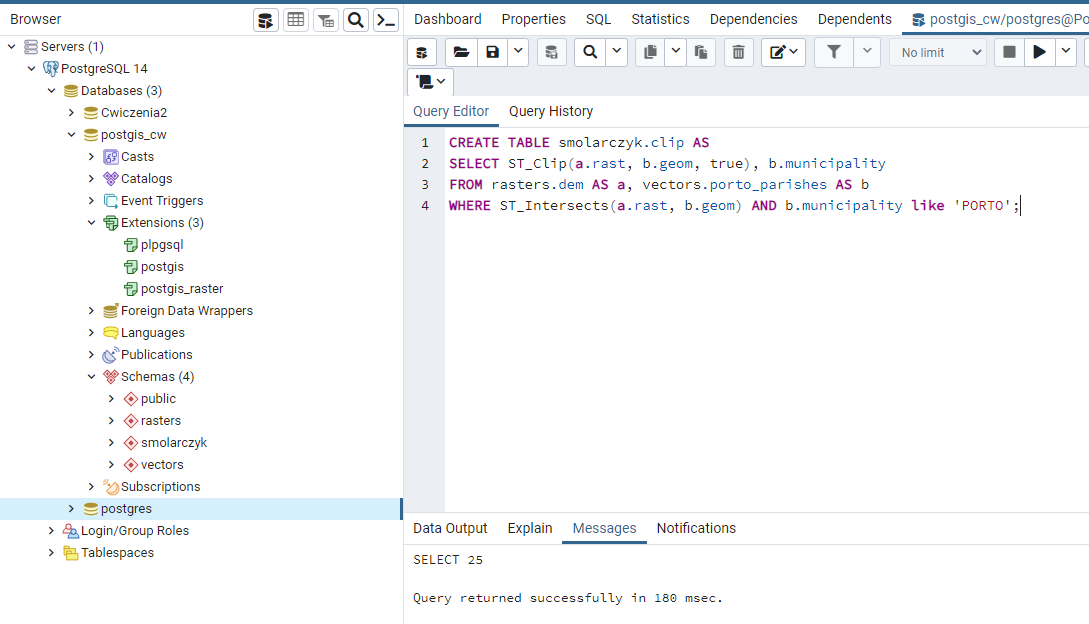 Browser
Servers (1)
PostgreSQL 14
Databases (3)
Cwiczenia2
postgis_cw
Casts
Catalogs
Event Triggers
Extensions (3)
plpgsql
postgis
postgis_raster
Foreign Data Wrappers
Languages
Publications
Schemas (4)
public
rasters
smolarczyk
vectors
Subscriptions
postgres
Login/Group Roles
Tablespaces
Dashboard Properties SQL Statistics Dependencies Dependents postgis_cw/postgres@Po
No limit
Query Editor Query History
1 CREATE TABLE smolarczyk.clip AS
2 SELECT ST_Clip(a.rast, b.geom, true), b.municipality
3 FROM rasters.dem AS a, vectors.porto_parishes AS b
4 WHERE ST_Intersects(a.rast, b.geom) AND b.municipality like 'PORTO';
Data Output Explain Messages Notifications
SELECT 25
Query returned successfully in 180 msec.